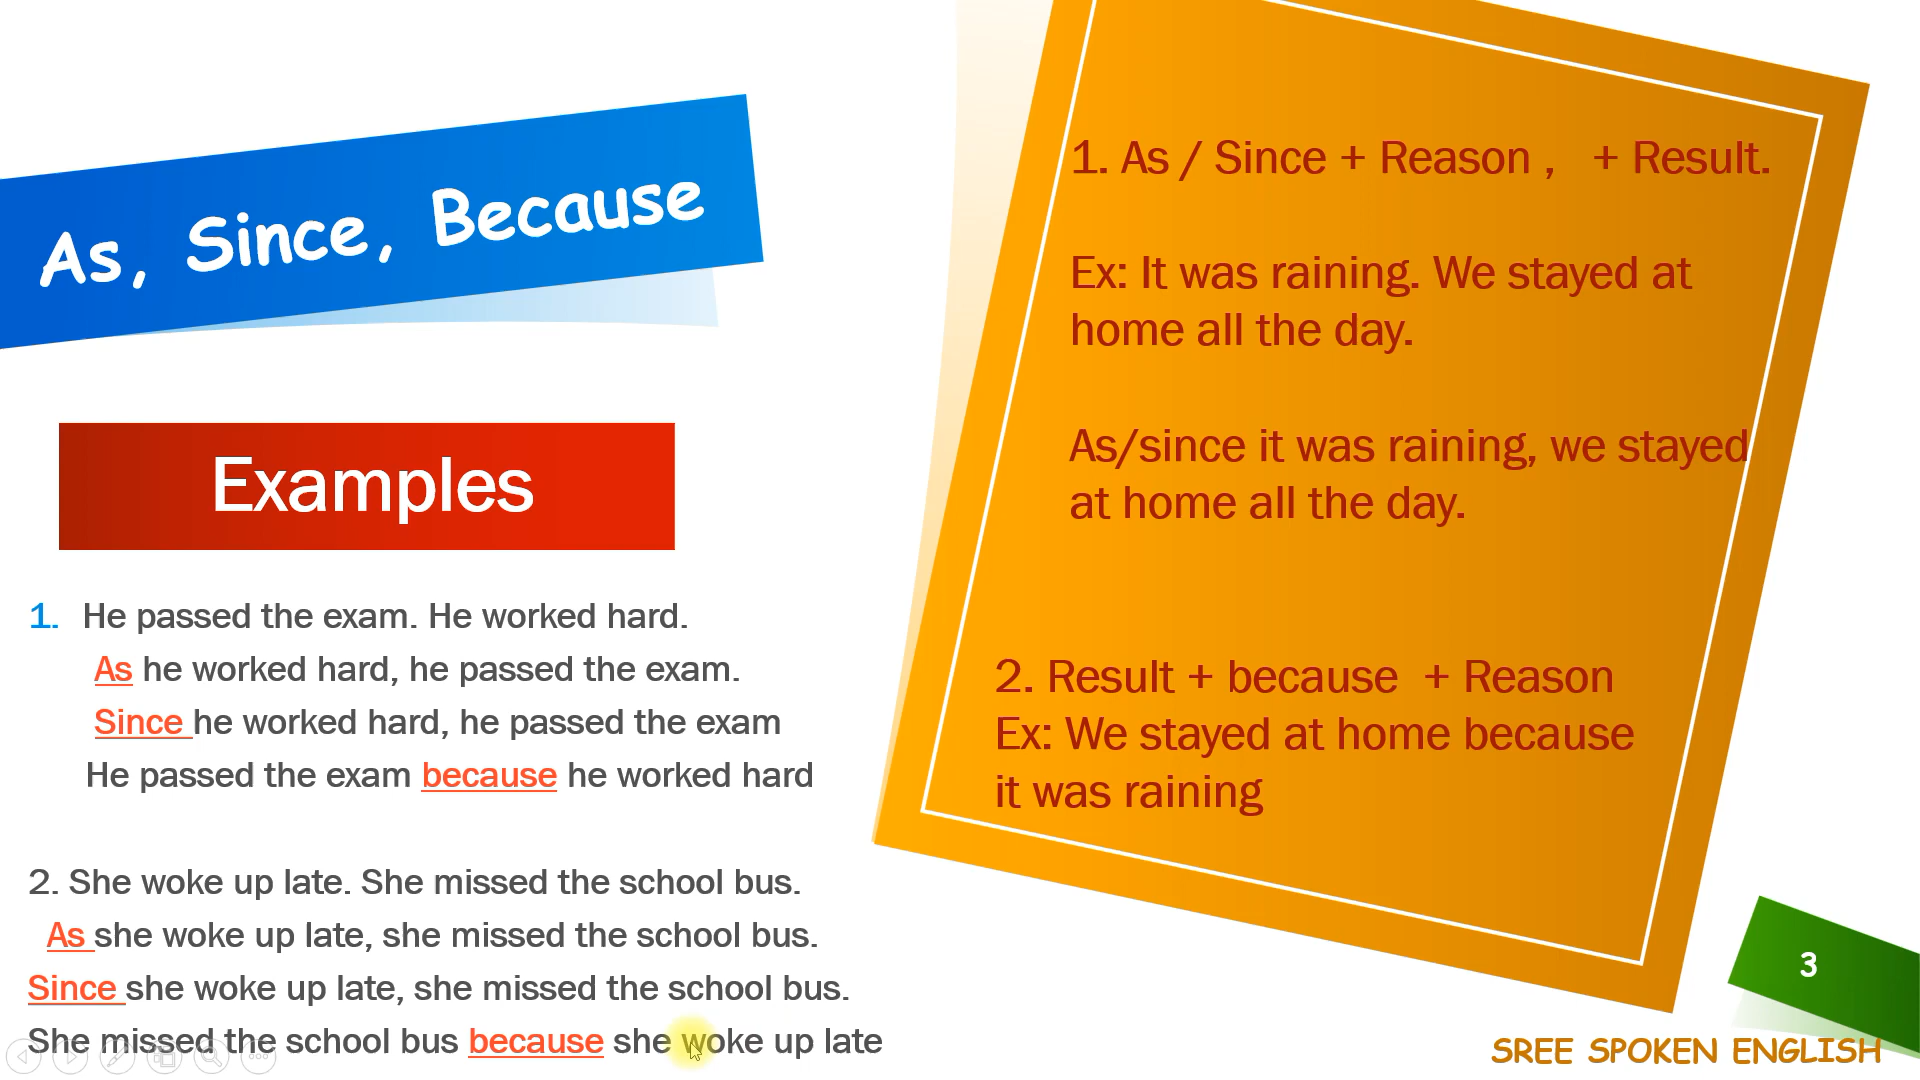 As, Since, Because
Examples
1. He passed the exam. He worked hard.
As he worked hard, he passed the exam.
Since he worked hard, he passed the exam
He passed the exam because he worked hard
2. She woke up late. She missed the school bus.
As she woke up late, she missed the school bus.
Since she woke up late, she missed the school bus.
She missed the school bus because she woke up late
1. As / Since + Reason , + Result.
Ex: It was raining. We stayed at
home all the day.
As/since it was raining, we stayed
at home all the day.
2. Result + because + Reason
Ex: We stayed at home because
it was raining
3
SREE SPOKEN ENGLISH